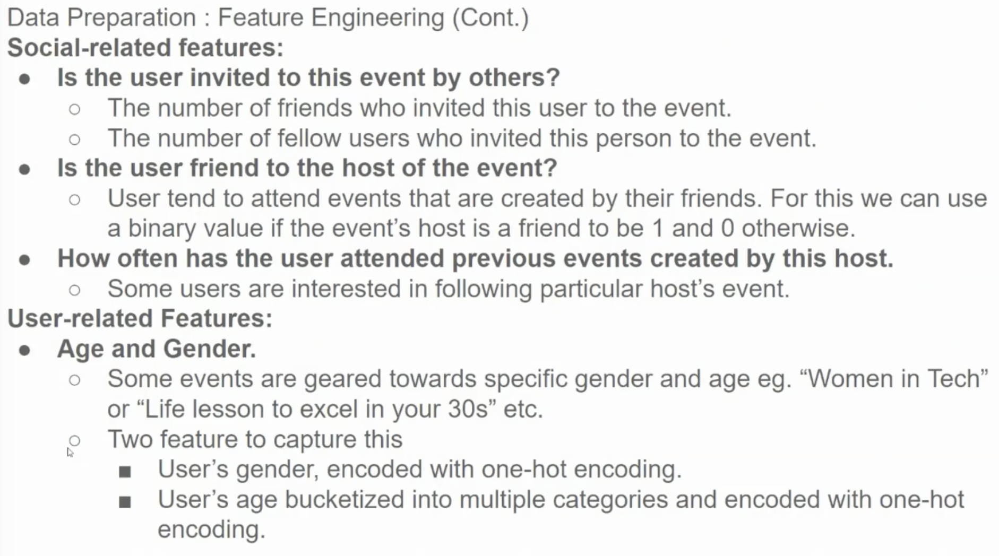 Data Preparation : Feature Engineering (Cont.)
Social-related features:
● Is the user invited to this event by others?
○ The number of friends who invited this user to the event.
○ The number of fellow users who invited this person to the event.
● Is the user friend to the host of the event?
○ User tend to attend events that are created by their friends. For this we can use
a binary value if the event’s host is a friend to be 1 and 0 otherwise.
● How often has the user attended previous events created by this host.
○ Some users are interested in following particular host’s event.
User-related Features:
● Age and Gender.
○ Some events are geared towards specific gender and age eg. “Women in Tech”
or “Life lesson to excel in your 30s” etc.
○ Two feature to capture this
■ User’s gender, encoded with one-hot encoding.
■ User’s age bucketized into multiple categories and encoded with one-hot
encoding.